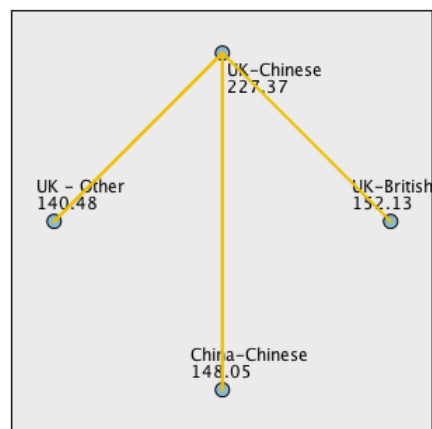 UK-Chinese
227.37
UK - Other
140.48
UK-British
152.13
China-Chinese
148.05